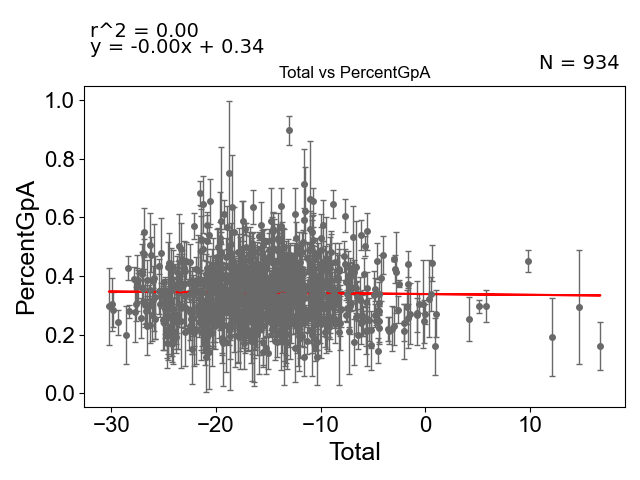 r^2 = 0.00
y = -0.00x + 0.34
N = 934
Total vs PercentGpA
1.0
0.8
0.6
0.4
0.2
0.0
PercentGpA
−30 −20 −10 0 10
Total